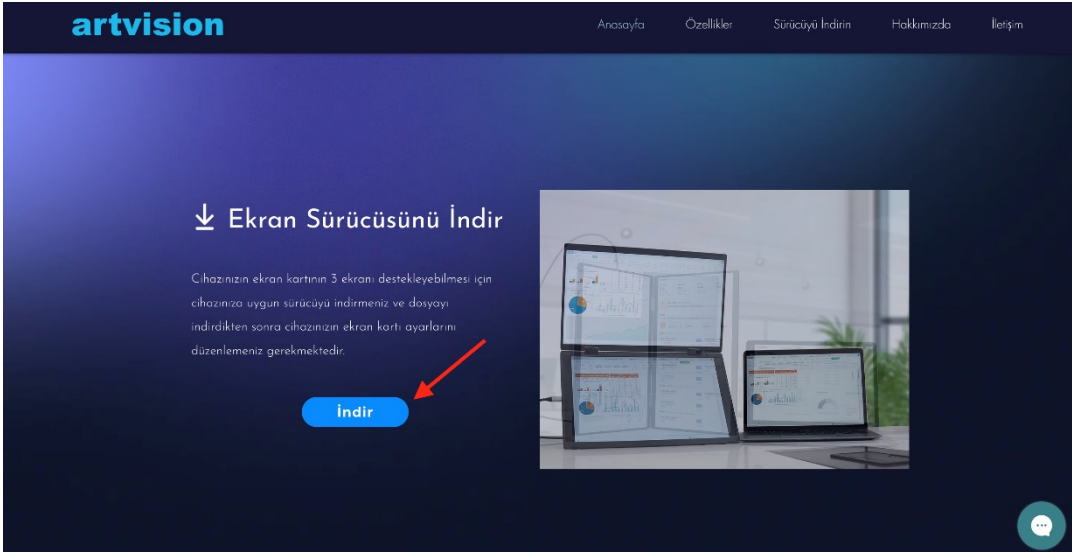 artvision
Anasayfa Özellikler Sürücüyü İndirin Hakkımızda İletişim
Ekran Sürücüsünü İndir
Cihazınızın ekran kartının 3 ekranı destekleyebilmesi için
cihazınıza uygun sürücüyü indirmeniz ve dosyayı
indirdikten sonra cihazınızın ekran kartı ayarlarını
düzenlemeniz gerekmektedir.
İndir